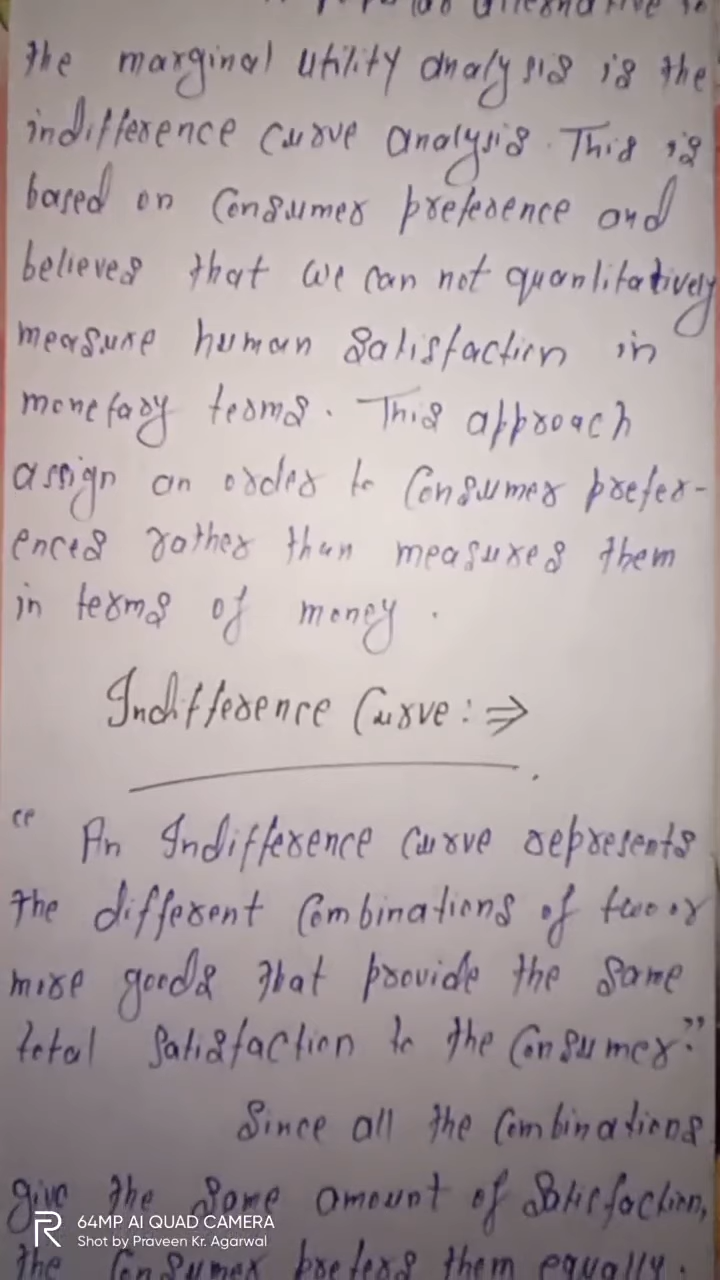 alternative to
the marginal utility analysis is the
indifference curve analysis. This is
based on Consumer preference and
believes that we can not quantitatively
measure human Satisfaction in
monetary terms. This approach
assign an order to Consumer prefer-
ences rather than measures them
in terms of money.
Indifference Curve: ⇒
“ An Indifference curve represents
The different Combinations of two or
more goods that provide the Same
total Satisfaction to the Consumer.”
Since all the Combinations
give the Same amount of Satisfaction,
the Consumer prefers them equally.
R 64MP AI QUAD CAMERA
Shot by Praveen Kr. Agarwal